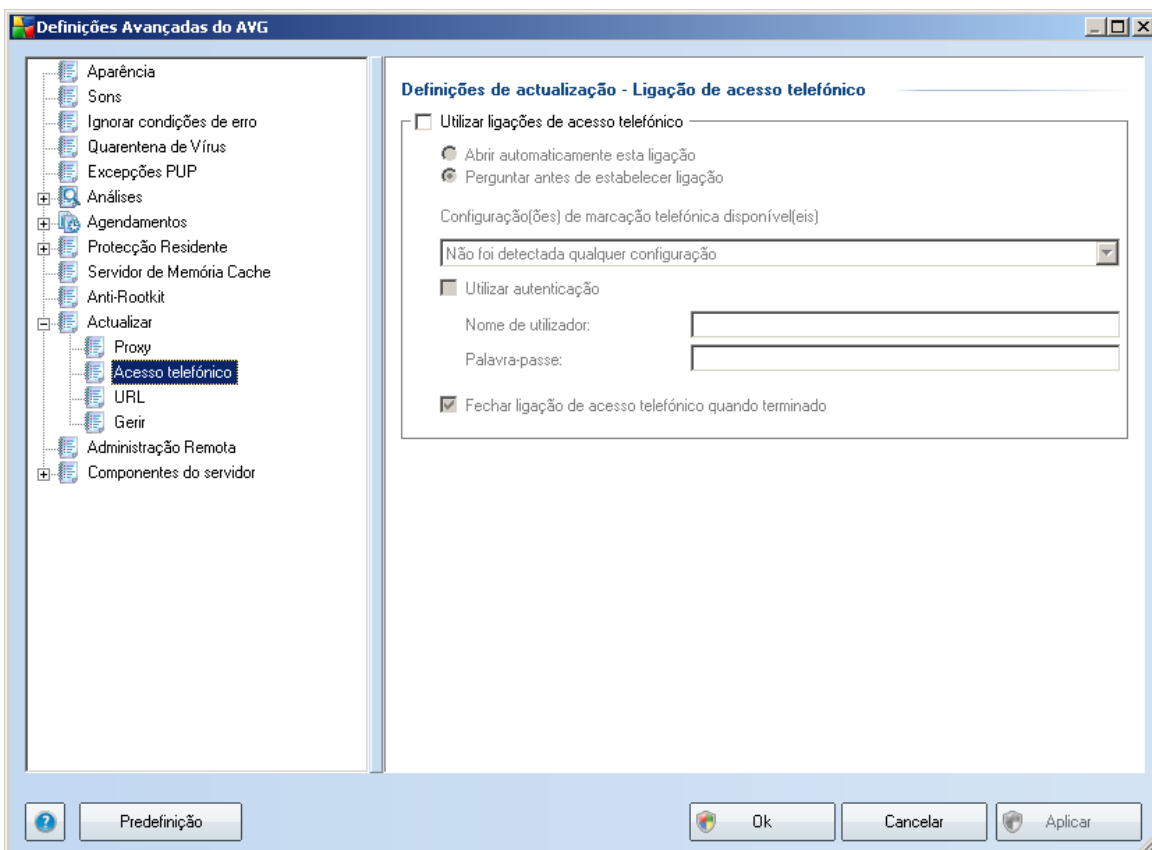 Definições Avançadas do AVG
Aparência
Sons
Ignorar condições de erro
Quarentena de Vírus
Excepções PUP
Análises
Agendamentos
Protecção Residente
Servidor de Memória Cache
Anti-Rootkit
Actualizar
Proxy
Acesso telefónico
URL
Gerir
Administração Remota
Componentes do servidor
Definições de actualização - Ligação de acesso telefónico
Utilizar ligações de acesso telefónico
Abrir automaticamente esta ligação
Perguntar antes de estabelecer ligação
Configuração(ões) de marcação telefónica disponível(eis)
Não foi detectada qualquer configuração
Utilizar autenticação
Nome de utilizador:
Palavra-passe:
Fechar ligação de acesso telefónico quando terminado
Predefinição
Ok
Cancelar
Aplicar